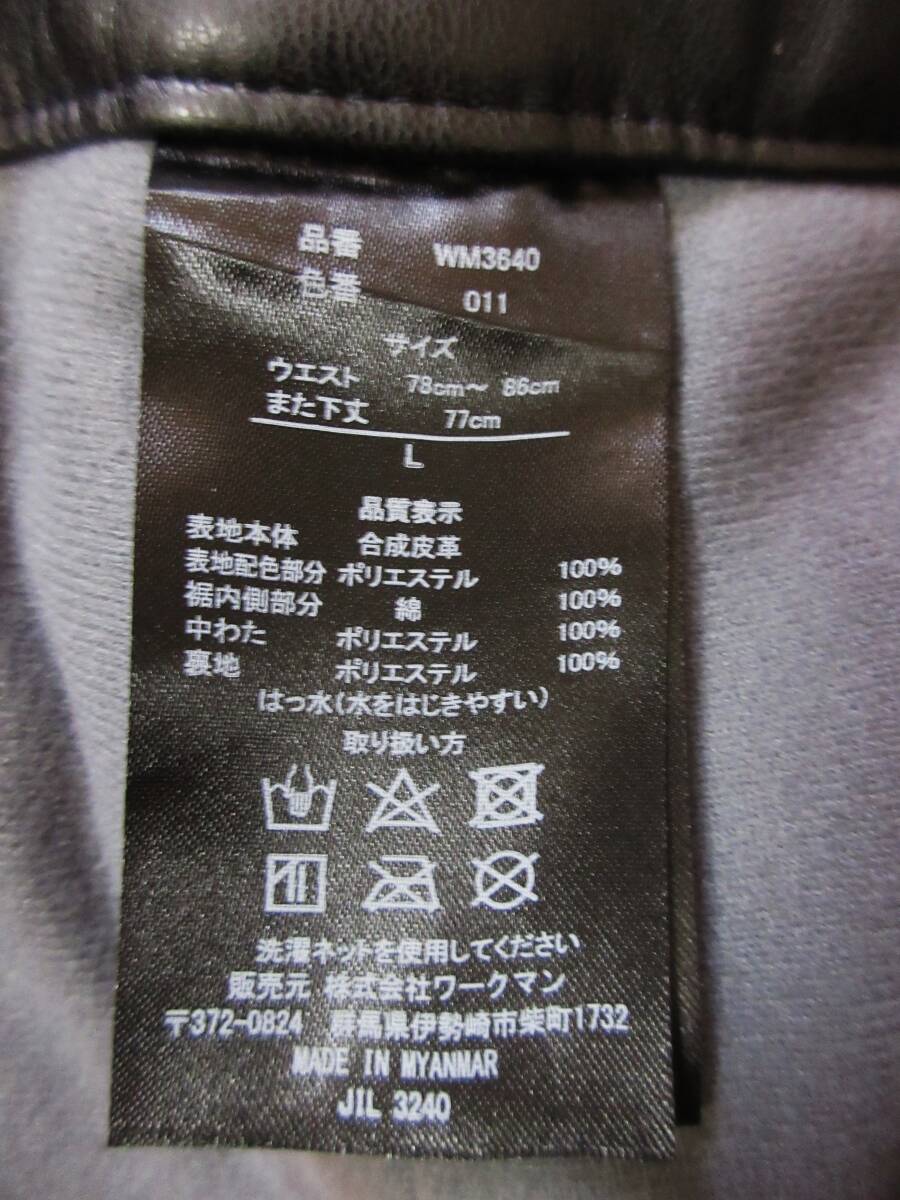 品番 WM3640
色番 011
サイズ
ウエスト 78cm～ 86cm
また下丈 77cm
L
品質表示
表地本体 合成皮革
表地配色部分 ポリエステル 100%
裾内側部分 綿 100%
中わた ポリエステル 100%
裏地 ポリエステル 100%
はっ水(水をはじきやすい)
取り扱い方
洗濯ネットを使用してください
販売元 株式会社ワークマン
〒372-0824 群馬県伊勢崎市柴町1732
MADE IN MYANMAR
JIL 3240